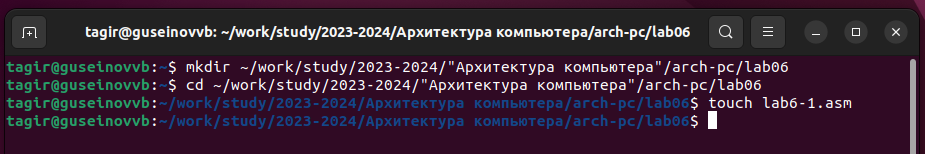 tagir@guseinovvb: ~/work/study/2023-2024/Архитектура компьютера/arch-pc/lab06
tagir@guseinovvb:~$ mkdir ~/work/study/2023-2024/"Архитектура компьютера"/arch-pc/lab06
tagir@guseinovvb:~$ cd ~/work/study/2023-2024/"Архитектура компьютера"/arch-pc/lab06
tagir@guseinovvb:~/work/study/2023-2024/Архитектура компьютера/arch-pc/lab06$ touch lab6-1.asm
tagir@guseinovvb:~/work/study/2023-2024/Архитектура компьютера/arch-pc/lab06$